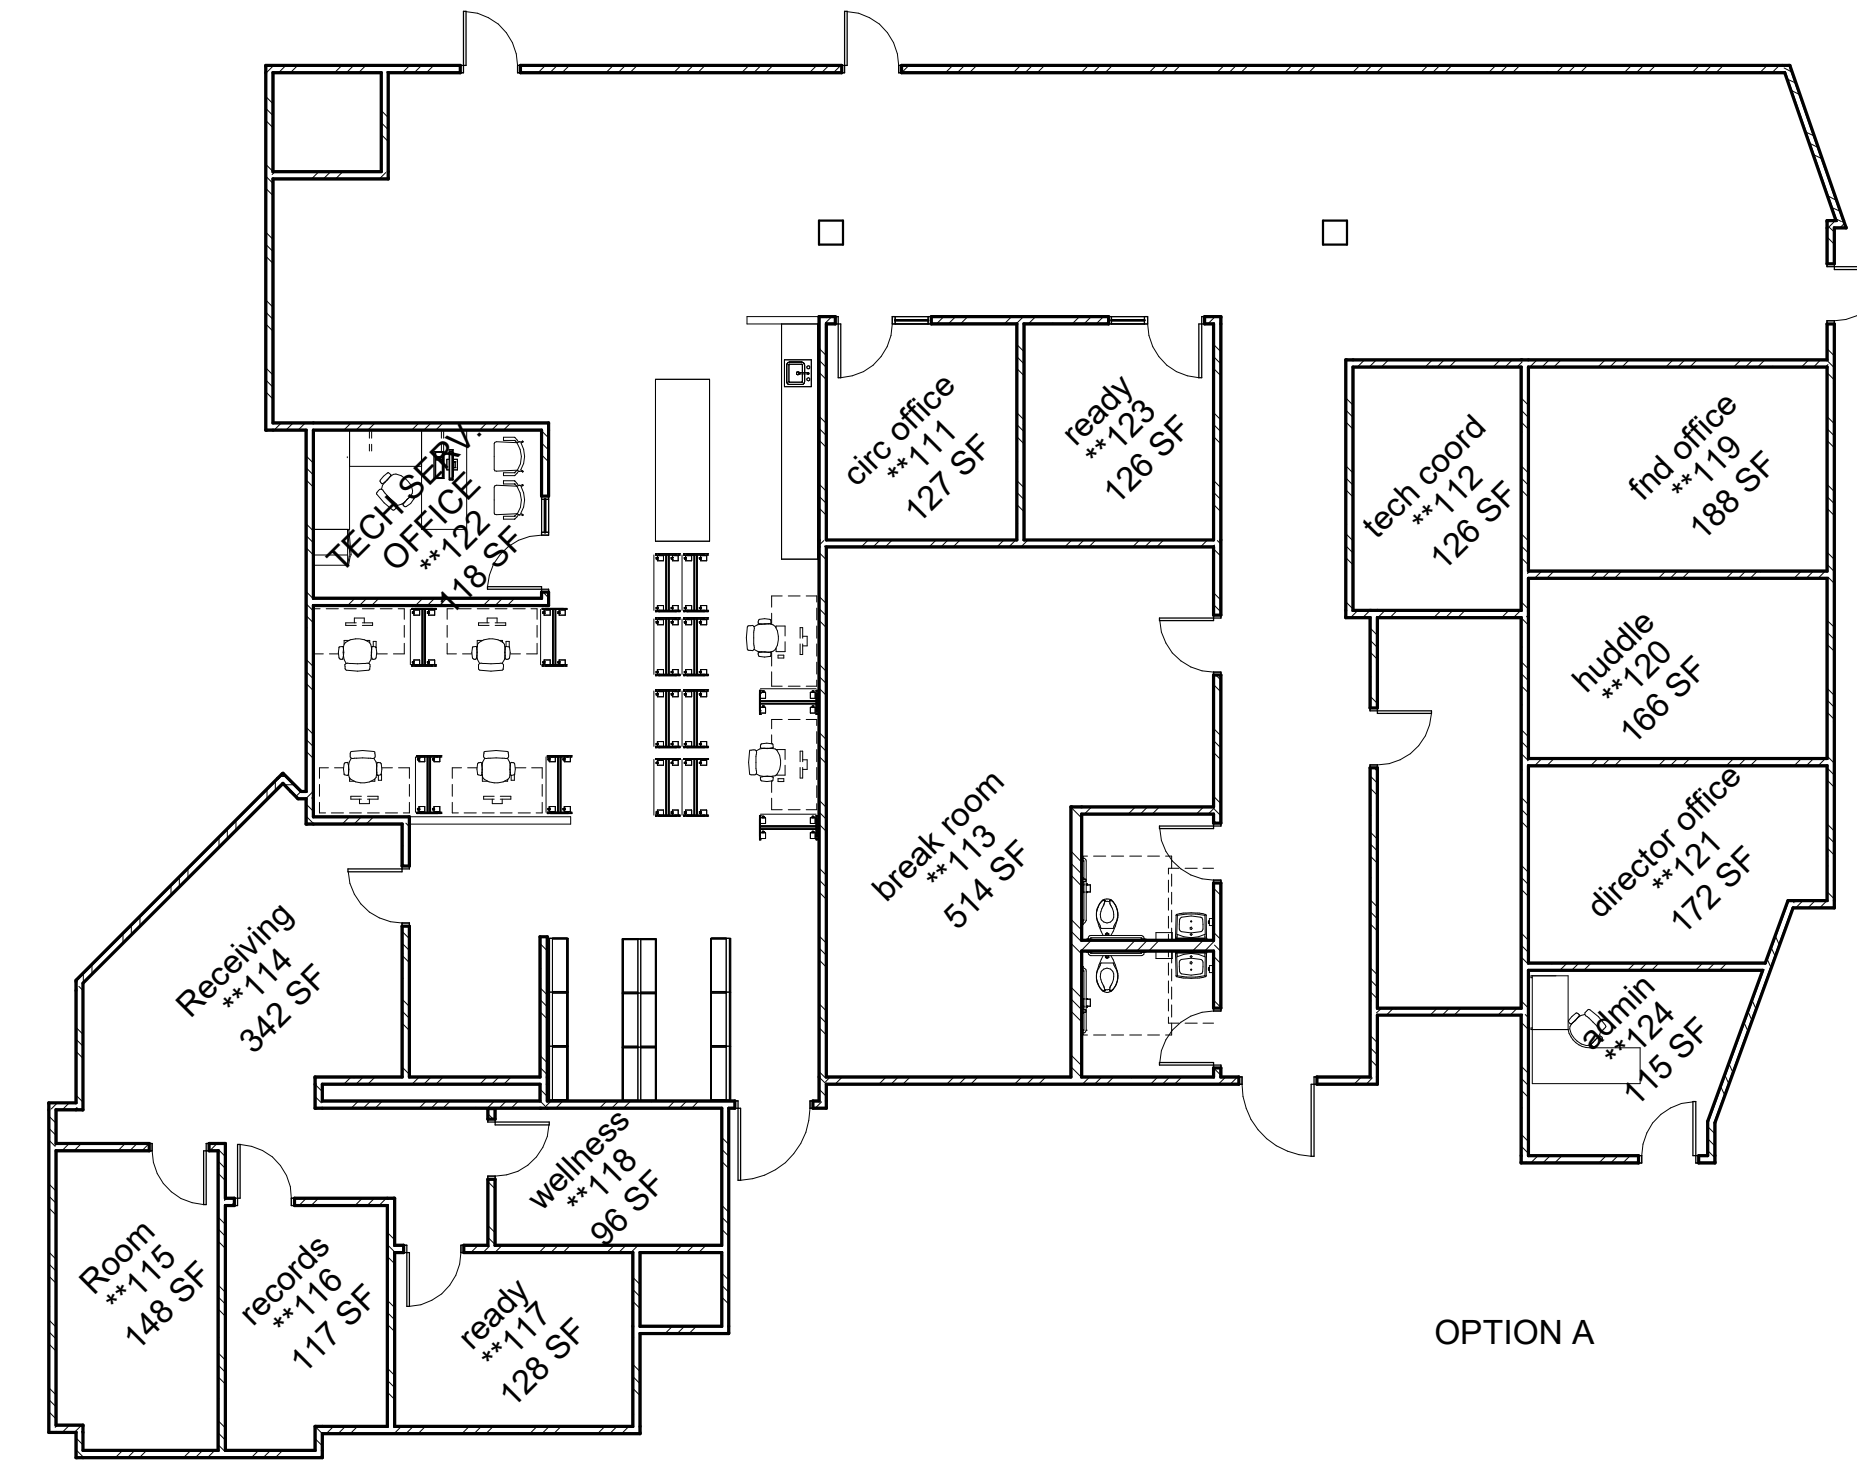 circ office
**111
127 SF
ready
**123
126 SF
tech coord
**112
126 SF
fnd office
**119
188 SF
TECH SERV.
OFFICE
**122
118 SF
huddle
**120
166 SF
break room
**113
514 SF
director office
**121
172 SF
Receiving
**114
342 SF
admin
**124
115 SF
wellness
**118
96 SF
Room
**115
148 SF
records
**116
117 SF
ready
**117
128 SF
OPTION A